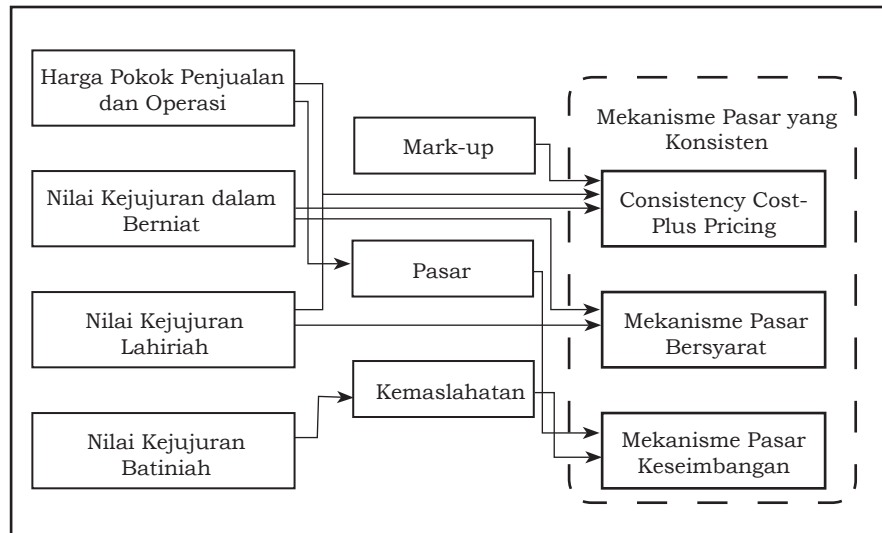 Harga Pokok Penjualan
dan Operasi
Nilai Kejujuran dalam
Berniat
Nilai Kejujuran
Lahiriah
Nilai Kejujuran
Batiniah
Mark-up
Pasar
Kemaslahatan
Mekanisme Pasar yang
Konsisten
Consistency Cost-
Plus Pricing
Mekanisme Pasar
Bersyarat
Mekanisme Pasar
Keseimbangan